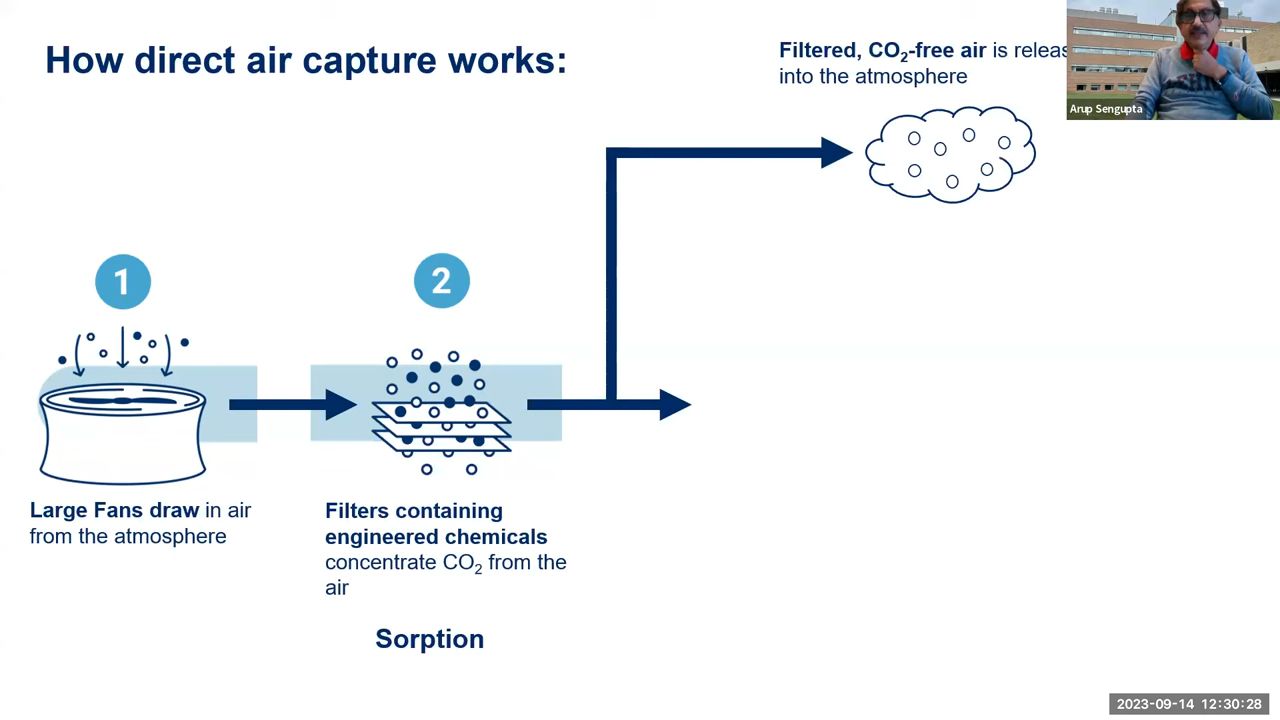 How direct air capture works:
Filtered, CO₂-free air is releas
into the atmosphere
Arup Sengupta
1
2
Large Fans draw in air
from the atmosphere
Filters containing
engineered chemicals
concentrate CO₂ from the
air
Sorption
2023-09-14 12:30:28